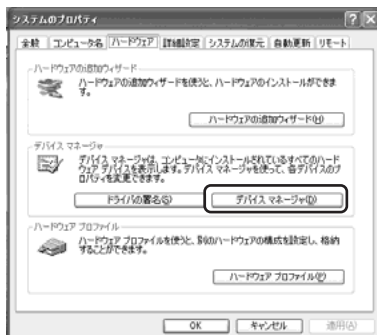 システムのプロパティ
全般 コンピュータ名 ハードウェア 詳細設定 システムの復元 自動更新 リモート
ハードウェアの追加ウィザード
ハードウェアの追加ウィザードを使うと、ハードウェアのインストールができま
す。
ハードウェアの追加ウィザード(H)
デバイス マネージャ
デバイス マネージャは、コンピュータにインストールされているすべてのハード
ウェア デバイスを表示します。デバイス マネージャを使って、各デバイスのプ
ロパティを変更できます。
ドライバの署名(S) デバイス マネージャ(D)
ハードウェア プロファイル
ハードウェア プロファイルを使うと、別のハードウェアの構成を設定し、格納
することができます。
ハードウェア プロファイル(P)
OK キャンセル 適用(A)